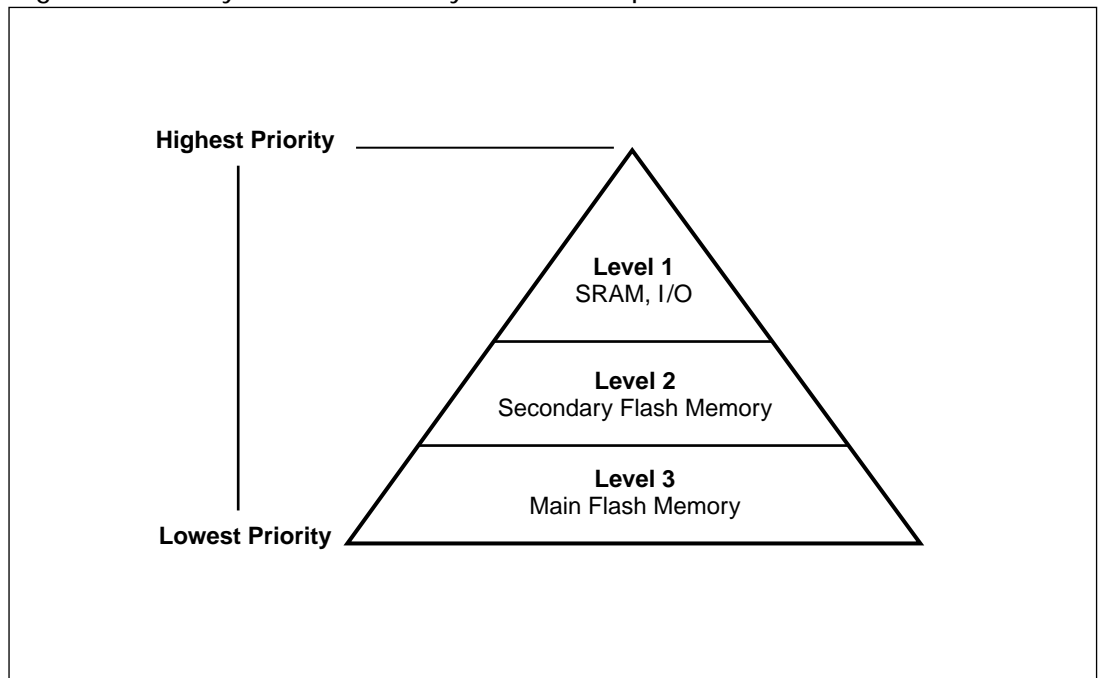 Highest Priority
Level 1
SRAM, I/O
Level 2
Secondary Flash Memory
Level 3
Main Flash Memory
Lowest Priority